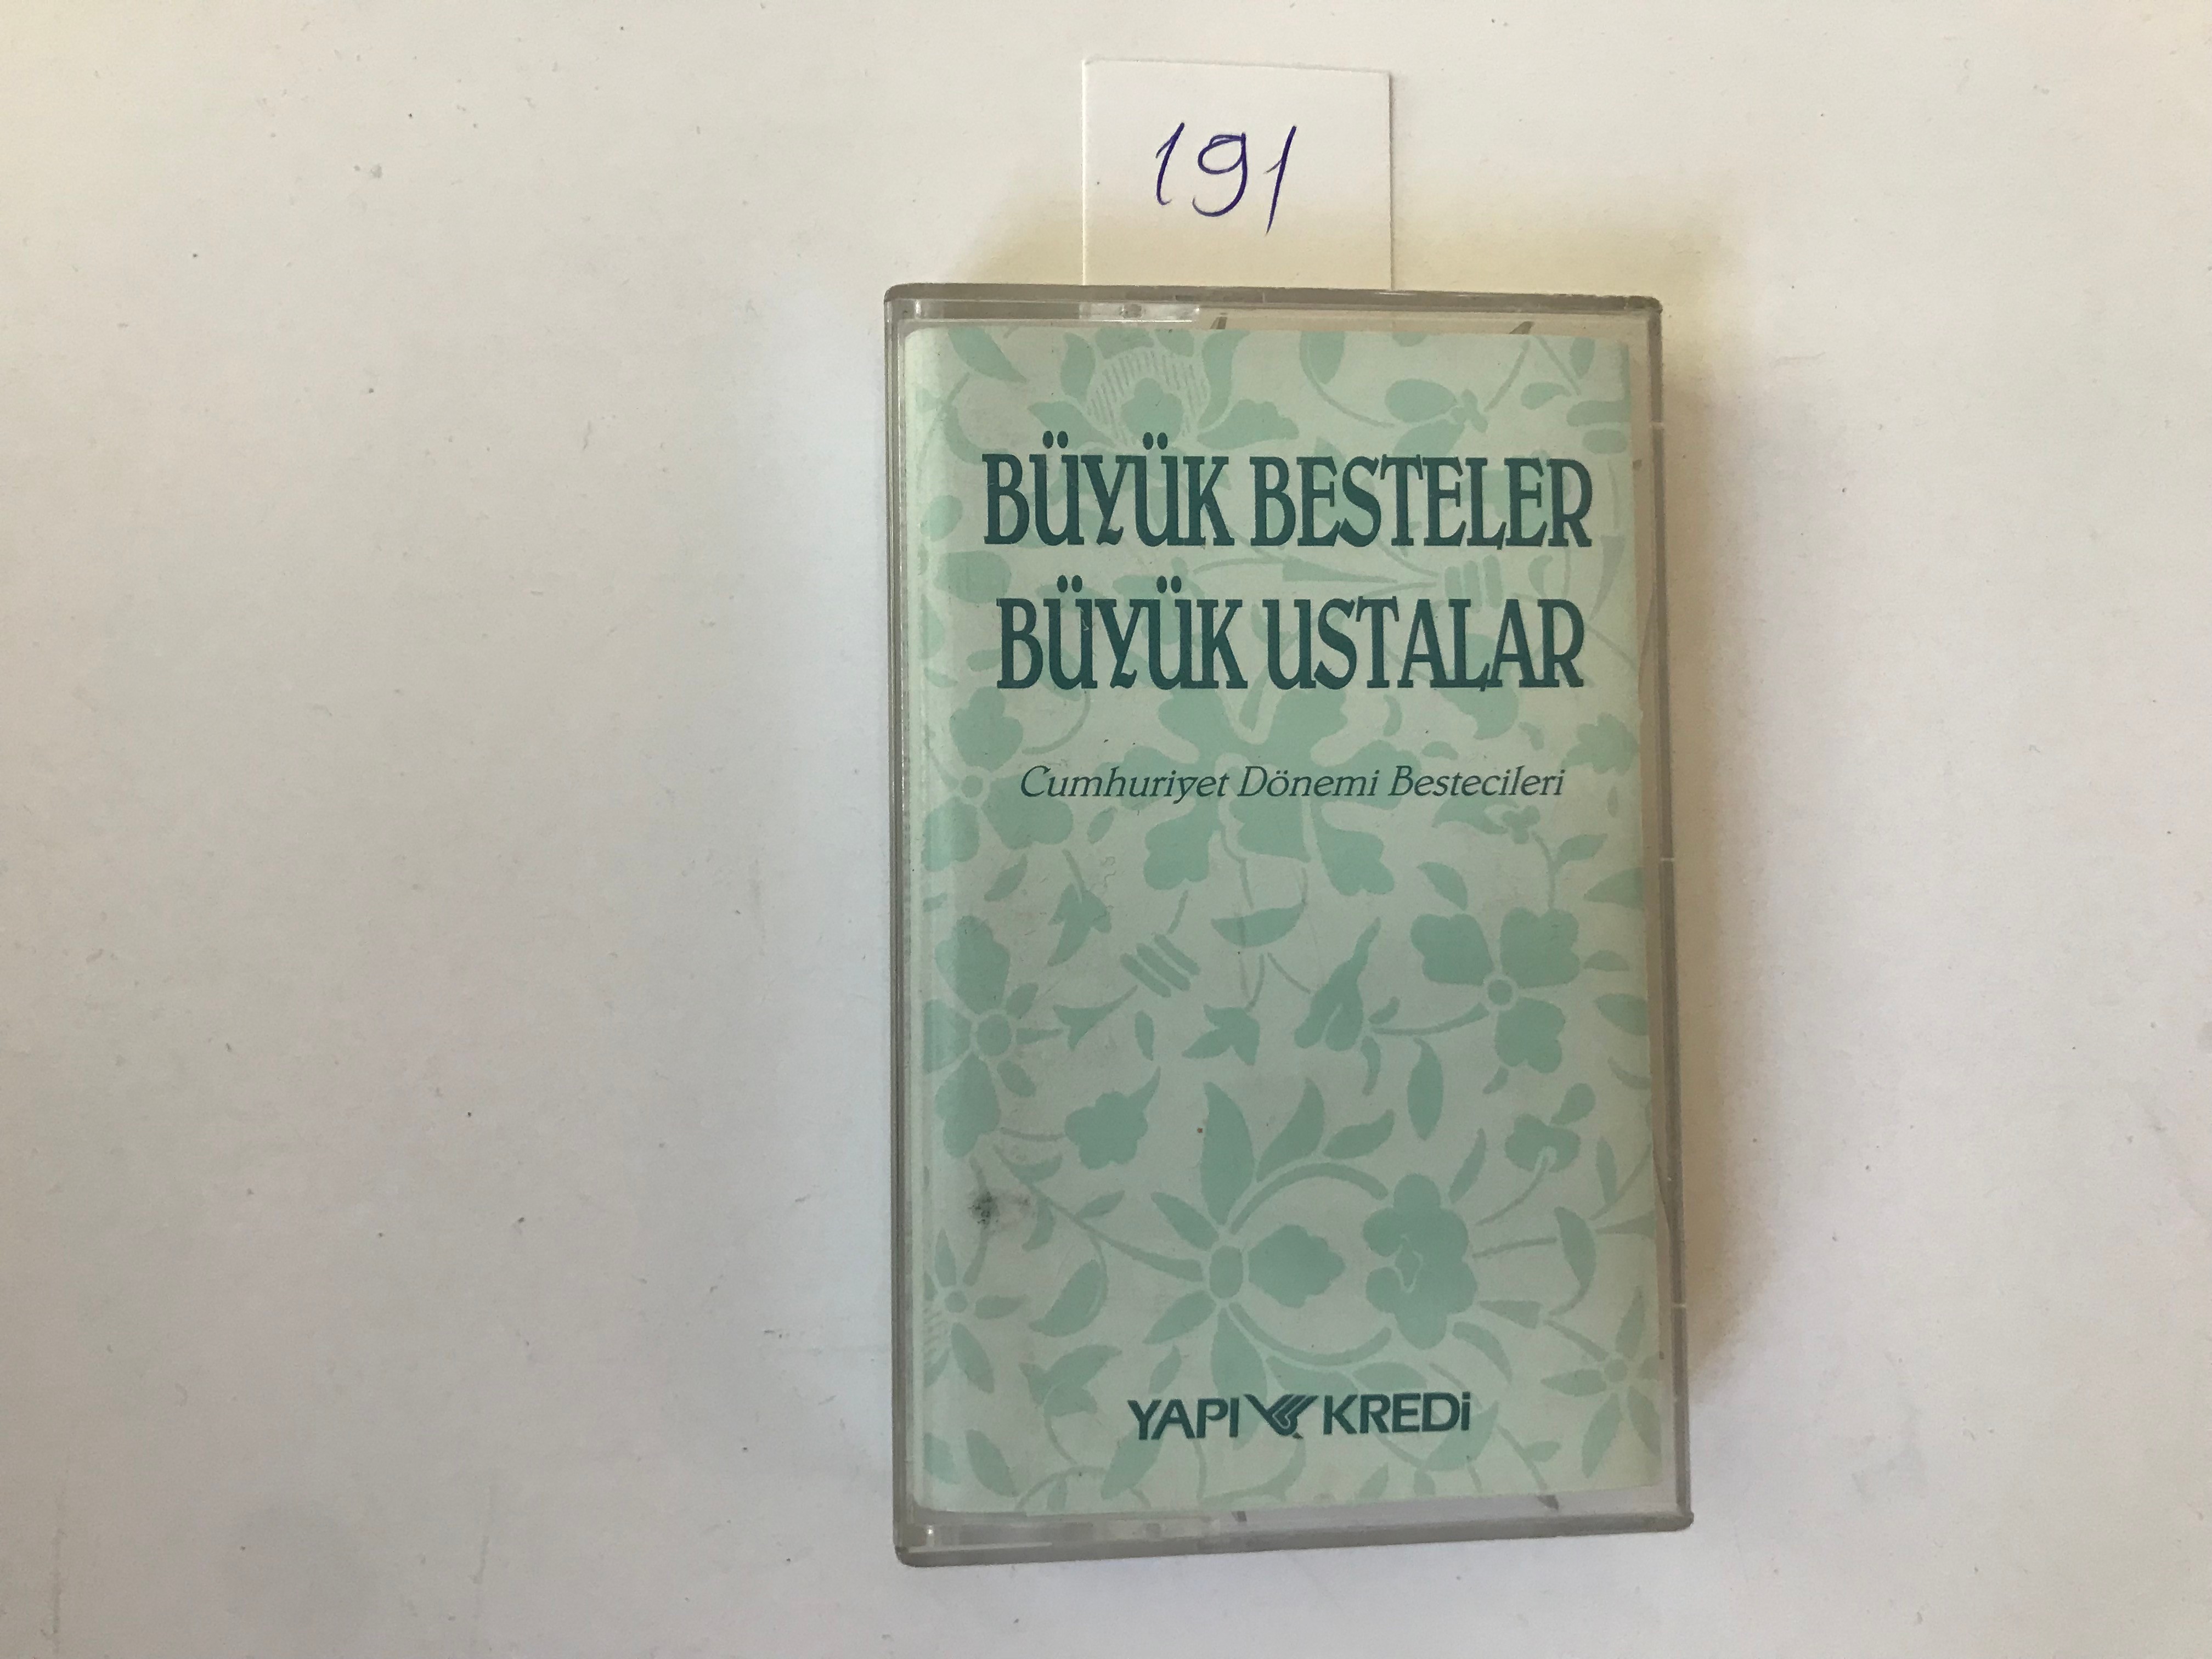 191
BÜYÜK BESTELER
BÜYÜK USTALAR
Cumhuriyet Dönemi Bestecileri
YAPI KREDİ